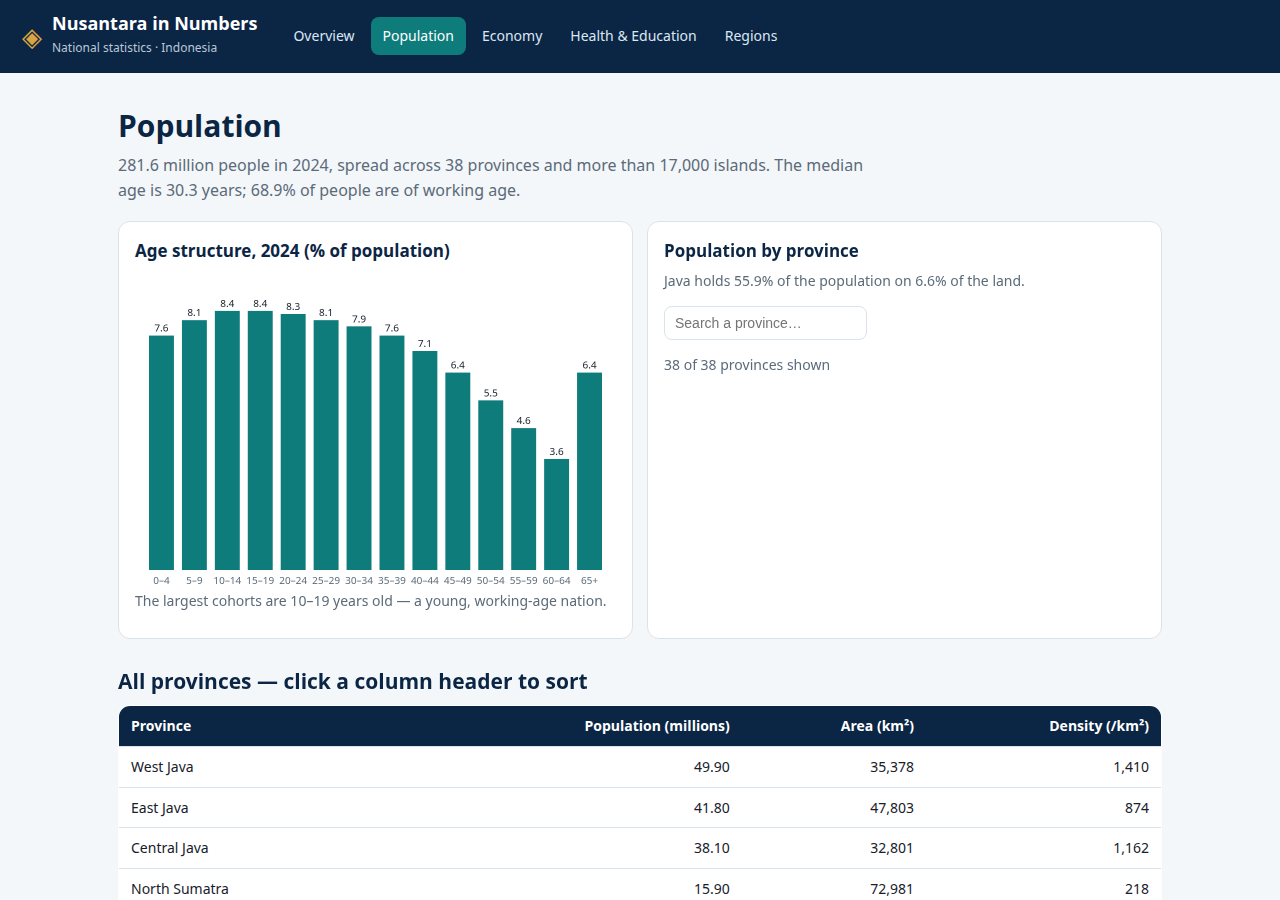 ◈ Nusantara in Numbers
National statistics · Indonesia
Overview Population Economy Health & Education Regions
Population
281.6 million people in 2024, spread across 38 provinces and more than 17,000 islands. The median
age is 30.3 years; 68.9% of people are of working age.
Age structure, 2024 (% of population)
7.6 8.1 8.4 8.4 8.3 8.1 7.9 7.6 7.1 6.4 5.5 4.6 3.6 6.4
0–4 5–9 10–14 15–19 20–24 25–29 30–34 35–39 40–44 45–49 50–54 55–59 60–64 65+
The largest cohorts are 10–19 years old — a young, working-age nation.
Population by province
Java holds 55.9% of the population on 6.6% of the land.
Search a province…
38 of 38 provinces shown
All provinces — click a column header to sort
Province Population (millions) Area (km²) Density (/km²)
West Java 49.90 35,378 1,410
East Java 41.80 47,803 874
Central Java 38.10 32,801 1,162
North Sumatra 15.90 72,981 218